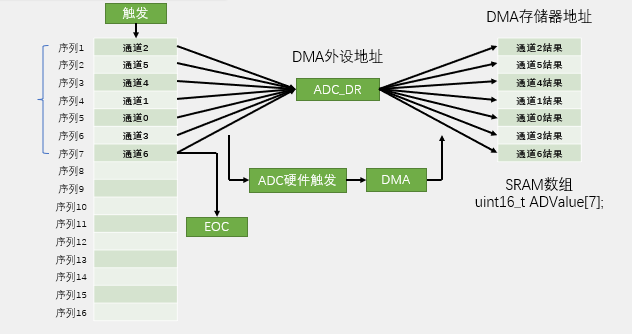 触发
DMA存储器地址
序列1 通道2 通道2结果
序列2 通道5 DMA外设地址 通道5结果
序列3 通道4 ADC_DR 通道4结果
序列4 通道1 通道1结果
序列5 通道0 通道0结果
序列6 通道3 通道3结果
序列7 通道6 通道6结果
序列8 ADC硬件触发 DMA SRAM数组
序列9 uint16_t ADValue[7];
序列10
序列11 EOC
序列12
序列13
序列14
序列15
序列16